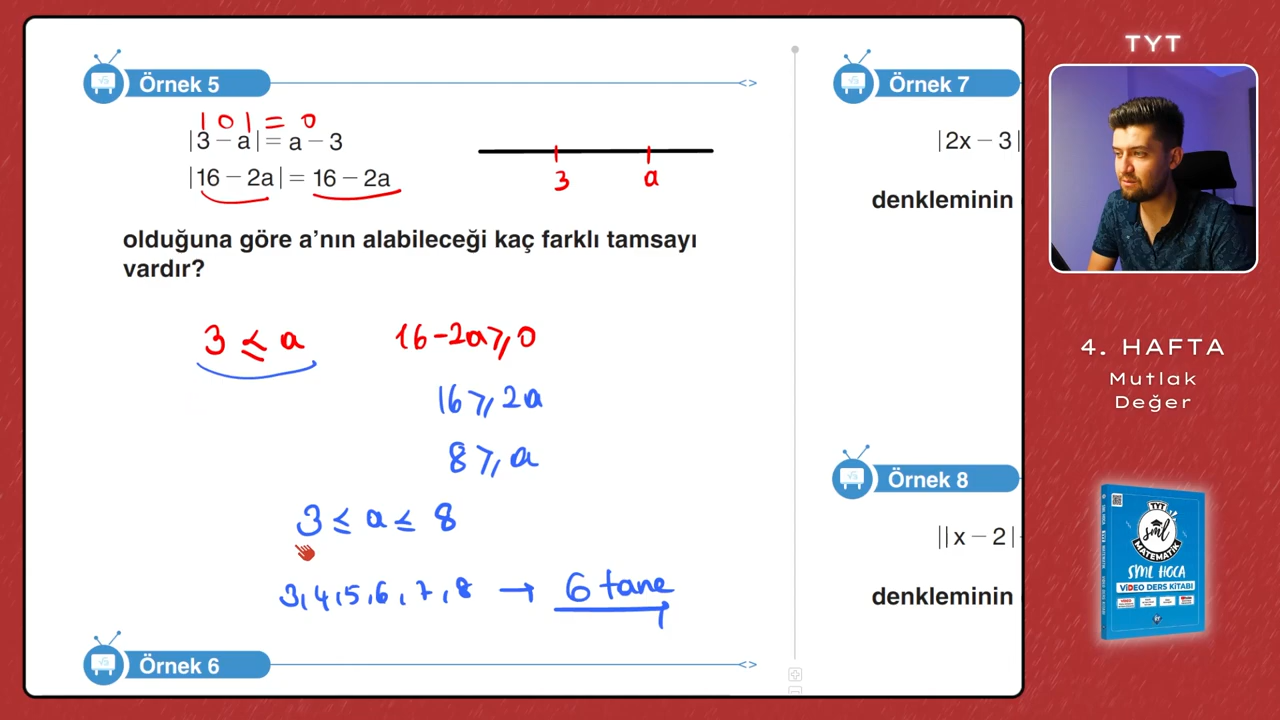 Örnek 5
|0| = 0
|3 − a| = a − 3
|16 − 2a| = 16 − 2a
3 a
olduğuna göre a'nın alabileceği kaç farklı tamsayı
vardır?
3 ≤ a
16-2a ≥ 0
16 ≥ 2a
8 ≥ a
3 ≤ a ≤ 8
3,4,5,6,7,8 → 6 tane
Örnek 6
Örnek 7
|2x − 3|
denkleminin
Örnek 8
||x − 2|
denkleminin
TYT
4. HAFTA
Mutlak
Değer
TYT
sml
MATEMATİK
SML HOCA
VİDEO DERS KİTABI